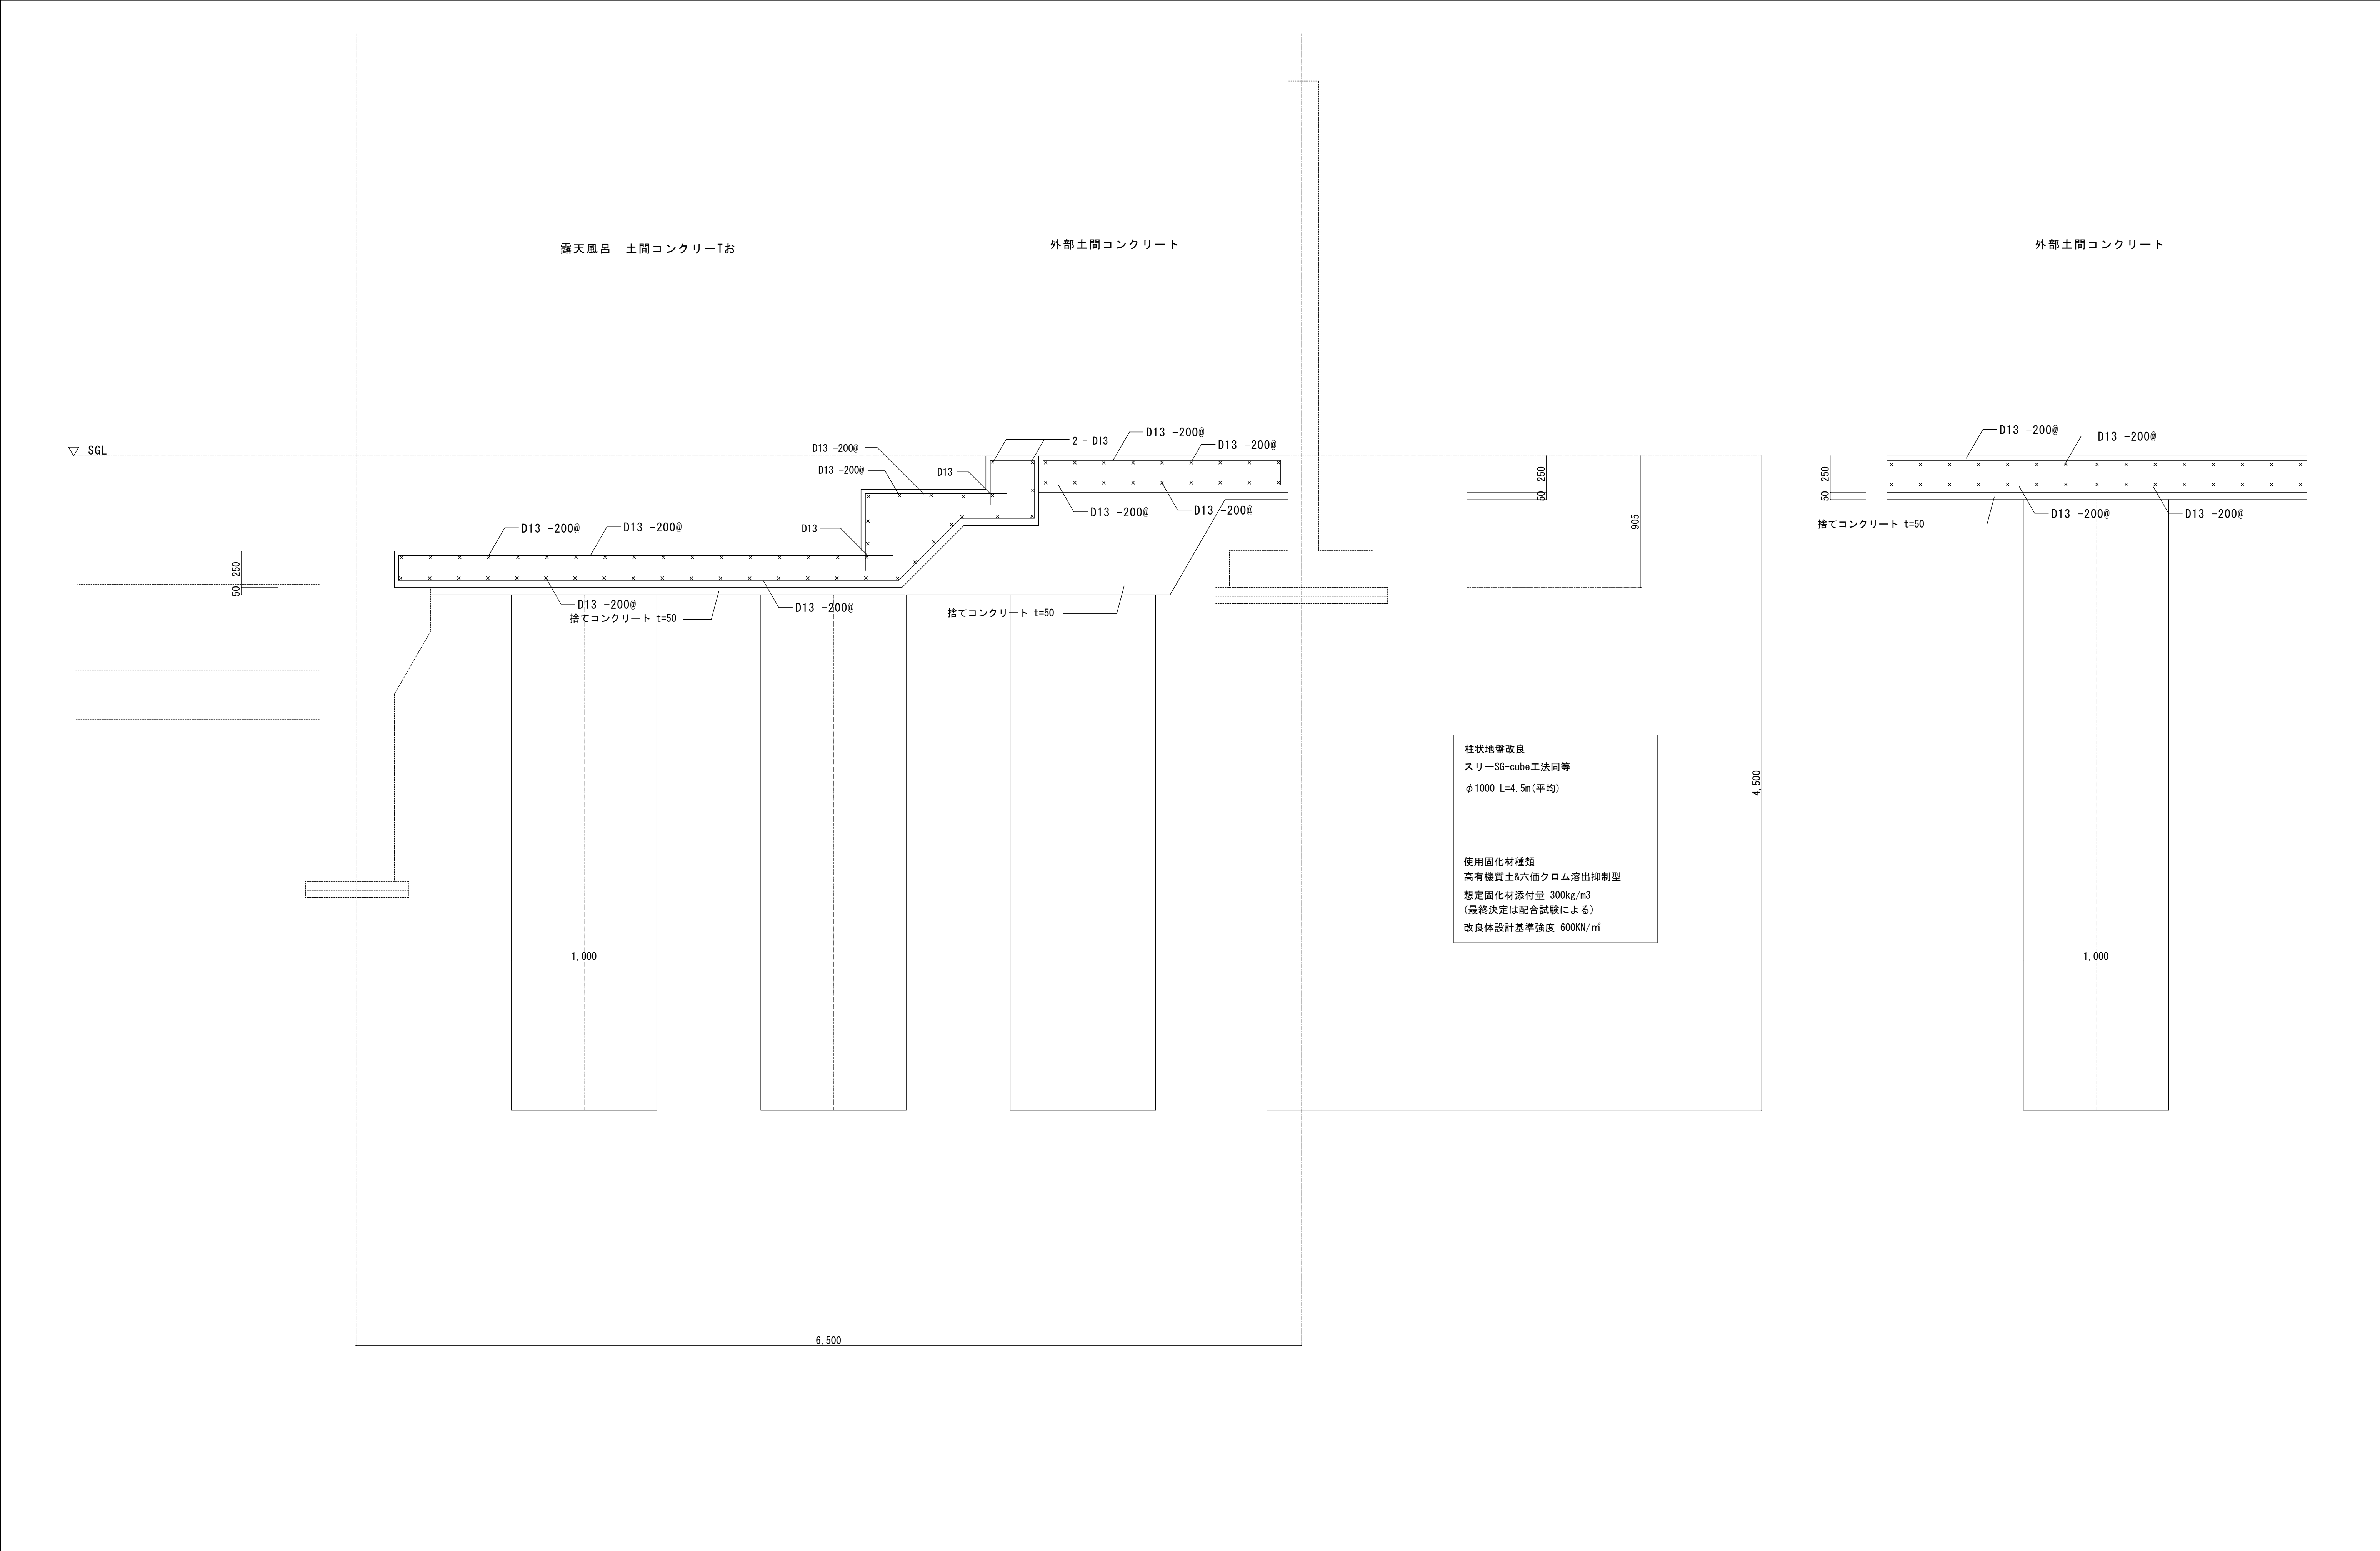 露天風呂　土間コンクリーTお
外部土間コンクリート
外部土間コンクリート
SGL
D13 -200@
D13 -200@
D13
2 - D13
D13 -200@
D13 -200@
D13 -200@
D13 -200@
D13 -200@
D13 -200@
D13
D13 -200@
D13 -200@
捨てコンクリート t=50
捨てコンクリート t=50
250
50
250
50
905
4,500
1,000
6,500
D13 -200@
D13 -200@
250
50
D13 -200@
D13 -200@
捨てコンクリート t=50
1,000
柱状地盤改良
スリーSG-cube工法同等
φ1000 L=4.5m(平均)
使用固化材種類
高有機質土&六価クロム溶出抑制型
想定固化材添付量 300kg/m3
(最終決定は配合試験による)
改良体設計基準強度 600KN/㎡